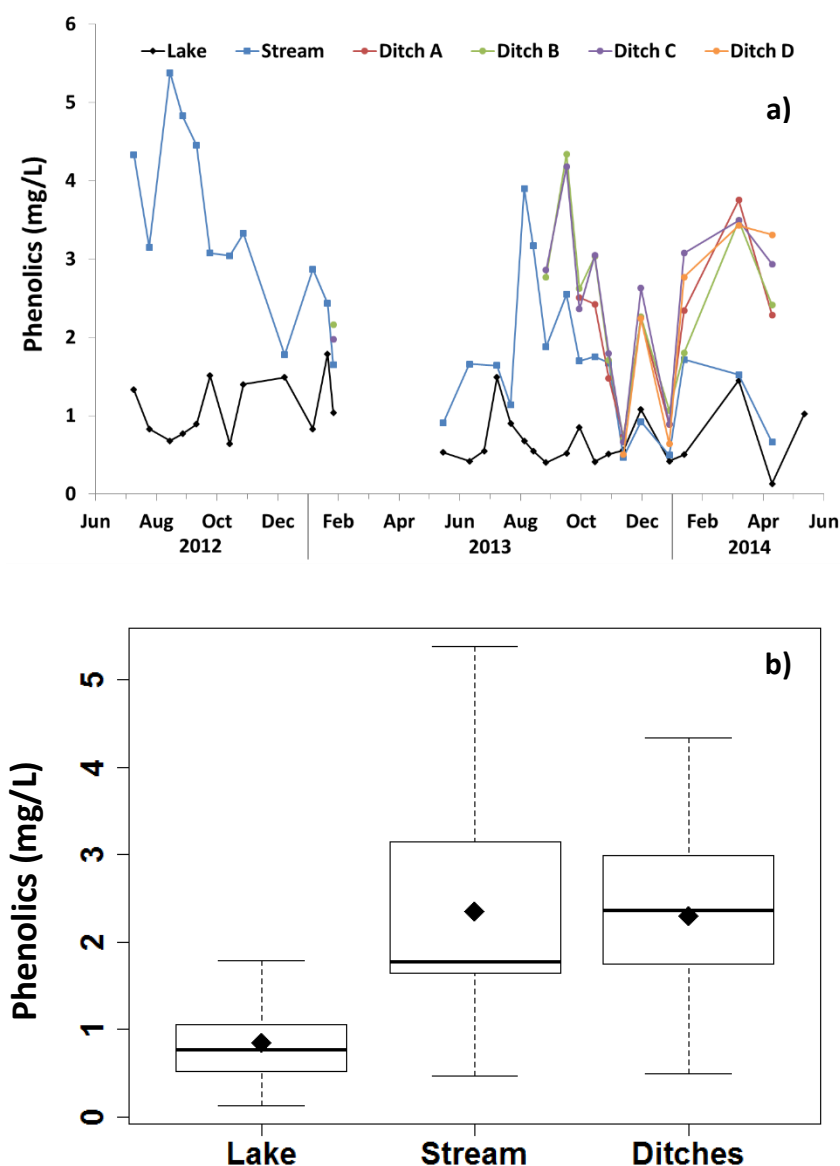 6
Lake Stream Ditch A Ditch B Ditch C Ditch D
5
a)
4
3
2
1
0
Phenolics (mg/L)
Jun Aug Oct Dec Feb Apr Jun Aug Oct Dec Feb Apr Jun
2012 2013 2014
b)
5
4
3
2
1
0
Phenolics (mg/L)
Lake Stream Ditches